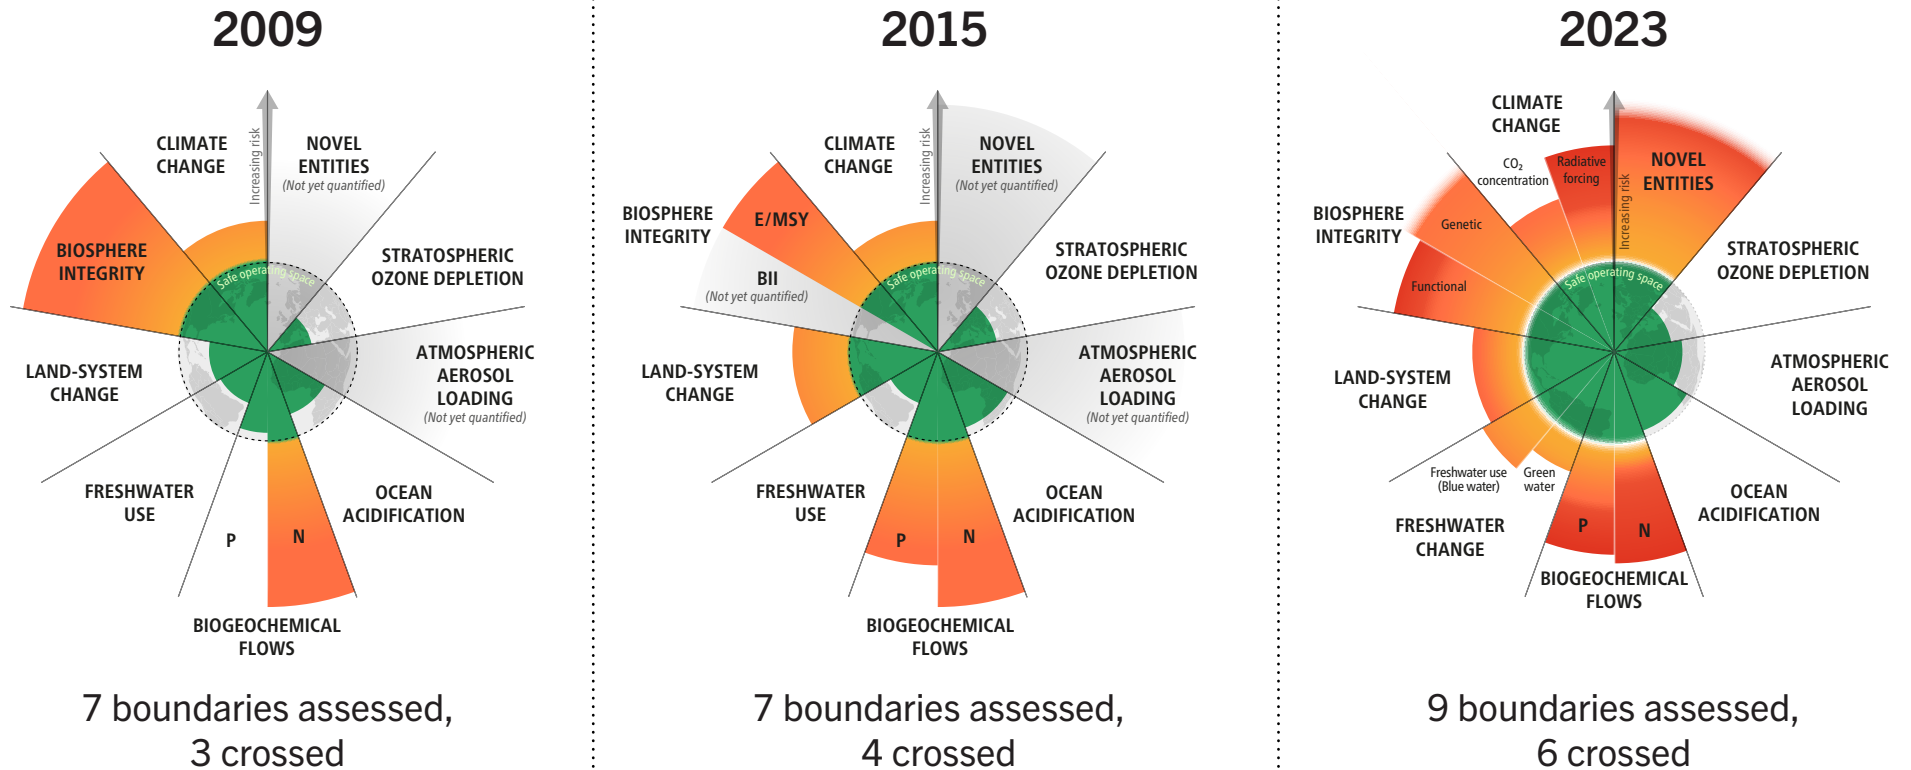 2009
CLIMATE
CHANGE
Increasing risk
NOVEL
ENTITIES
(Not yet quantified)
BIOSPHERE
INTEGRITY
STRATOSPHERIC
OZONE DEPLETION
Safe operating space
LAND-SYSTEM
CHANGE
ATMOSPHERIC
AEROSOL
LOADING
(Not yet quantified)
FRESHWATER
USE
OCEAN
ACIDIFICATION
P
N
BIOGEOCHEMICAL
FLOWS
7 boundaries assessed,
3 crossed
2015
CLIMATE
CHANGE
Increasing risk
NOVEL
ENTITIES
(Not yet quantified)
BIOSPHERE
INTEGRITY
E/MSY
BII
(Not yet quantified)
STRATOSPHERIC
OZONE DEPLETION
Safe operating space
LAND-SYSTEM
CHANGE
ATMOSPHERIC
AEROSOL
LOADING
(Not yet quantified)
FRESHWATER
USE
OCEAN
ACIDIFICATION
P
N
BIOGEOCHEMICAL
FLOWS
7 boundaries assessed,
4 crossed
2023
CLIMATE
CHANGE
CO₂
concentration
Radiative
forcing
Increasing risk
NOVEL
ENTITIES
BIOSPHERE
INTEGRITY
Genetic
Functional
STRATOSPHERIC
OZONE DEPLETION
Safe operating space
LAND-SYSTEM
CHANGE
ATMOSPHERIC
AEROSOL
LOADING
Freshwater use
(Blue water)
Green
water
FRESHWATER
CHANGE
OCEAN
ACIDIFICATION
P
N
BIOGEOCHEMICAL
FLOWS
9 boundaries assessed,
6 crossed